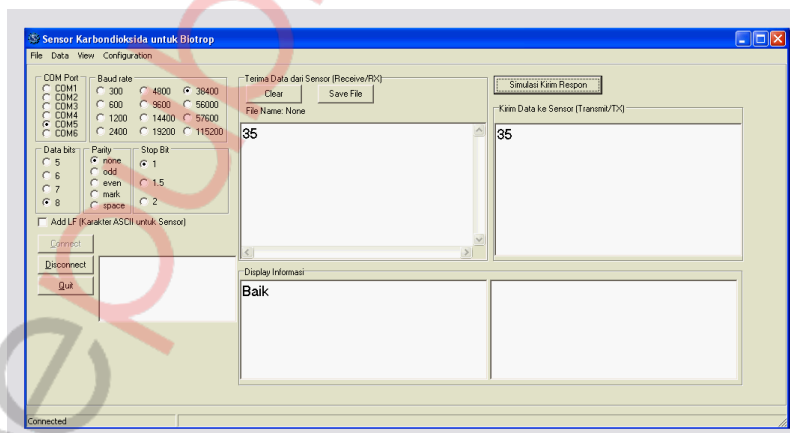 Sensor Karbondioksida untuk Biotrop
File Data View Configuration
COM Port
COM1
COM2
COM3
COM4
COM5
COM6
Baud rate
300 4800 38400
600 9600 56000
1200 14400 57600
2400 19200 115200
Data bits
5
6
7
8
Parity
none
odd
even
mark
space
Stop Bit
1
1.5
2
Add LF (Karakter ASCII untuk Sensor)
Connect
Disconnect
Quit
Terima Data dari Sensor (Receive/RX)
Clear Save File
File Name: None
35
Simulasi Kirim Respon
Kirim Data ke Sensor (Transmit/TX)
35
Display Informasi
Baik
Connected